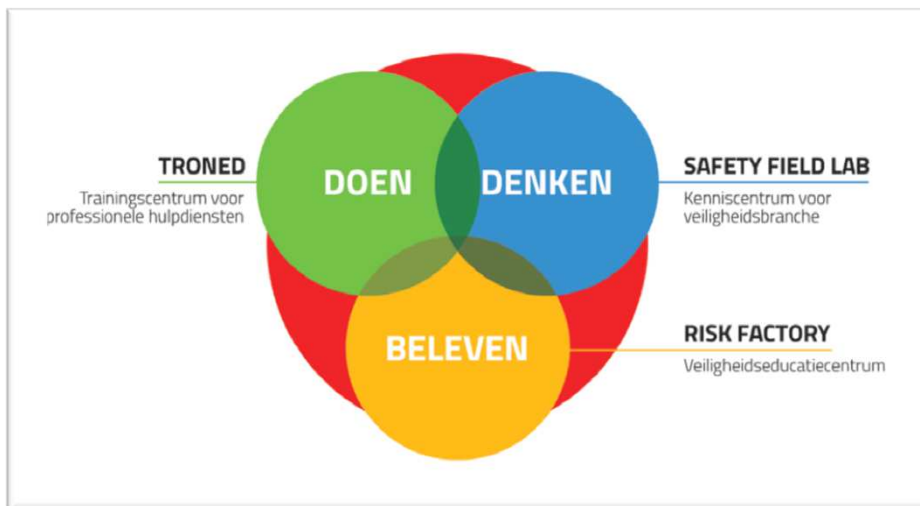 TRONED
Trainingscentrum voor
professionele hulpdiensten
DOEN
DENKEN
SAFETY FIELD LAB
Kenniscentrum voor
veiligheidsbranche
BELEVEN
RISK FACTORY
Veiligheidseducatiecentrum